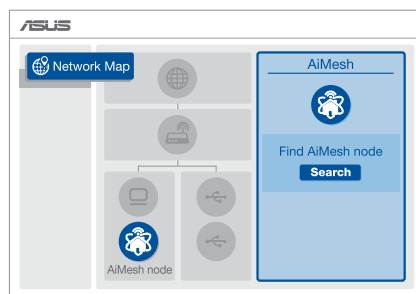 ASUS
Network Map
AiMesh
Find AiMesh node
Search
AiMesh node